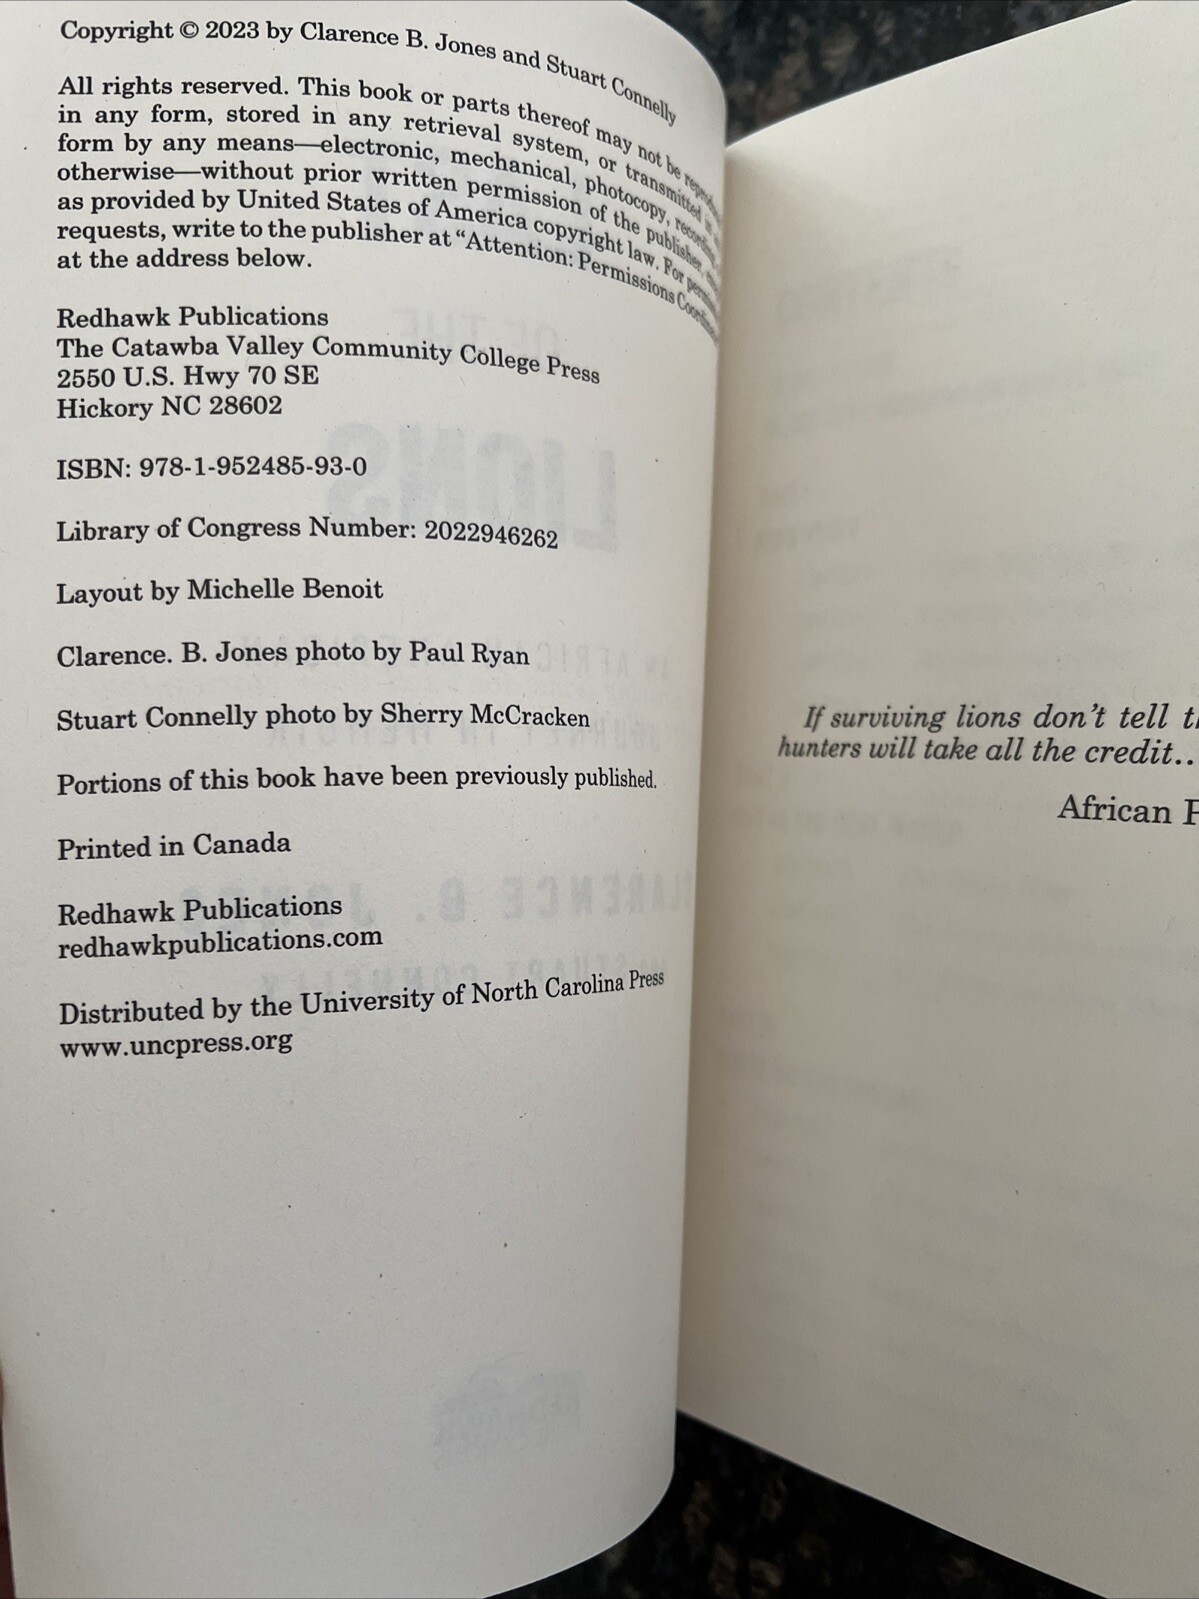 Copyright © 2023 by Clarence B. Jones and Stuart Connelly
All rights reserved. This book or parts thereof may not be
in any form, stored in any retrieval system, or transmitted in
form by any means—electronic, mechanical, photocopy, recording,
otherwise—without prior written permission of the publisher,
as provided by United States of America copyright law. For
requests, write to the publisher at “Attention: Permissions
at the address below.
Redhawk Publications
The Catawba Valley Community College Press
2550 U.S. Hwy 70 SE
Hickory NC 28602
ISBN: 978-1-952485-93-0
Library of Congress Number: 2022946262
Layout by Michelle Benoit
Clarence. B. Jones photo by Paul Ryan
Stuart Connelly photo by Sherry McCracken
Portions of this book have been previously published.
Printed in Canada
Redhawk Publications
redhawkpublications.com
Distributed by the University of North Carolina Press
www.uncpress.org
If surviving lions don’t tell
hunters will take all the credit..
African